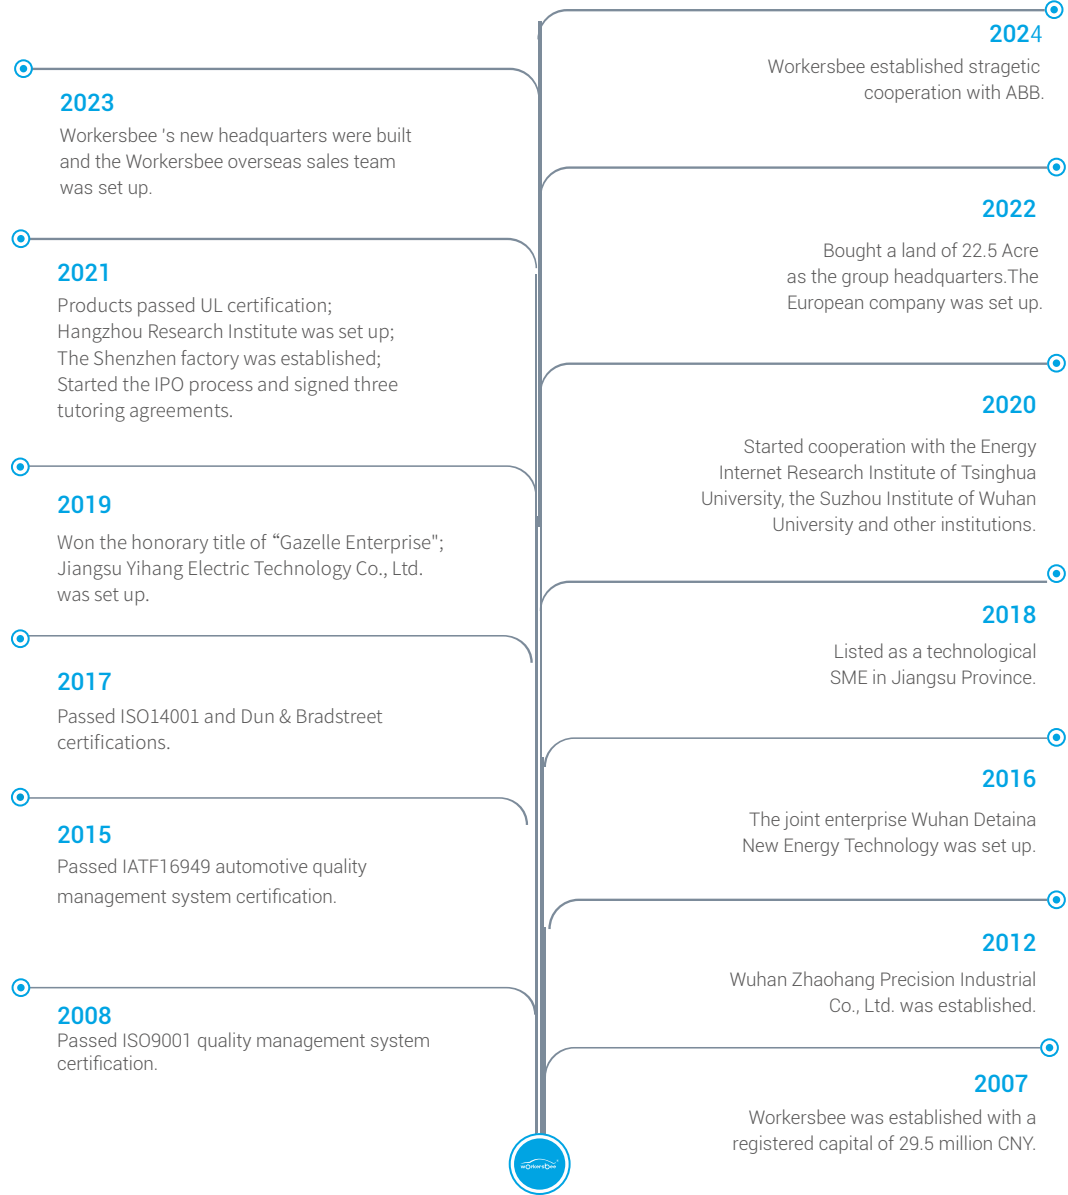 2024
Workersbee established stragetic
cooperation with ABB.
2023
Workersbee 's new headquarters were built
and the Workersbee overseas sales team
was set up.
2022
Bought a land of 22.5 Acre
as the group headquarters.The
European company was set up.
2021
Products passed UL certification;
Hangzhou Research Institute was set up;
The Shenzhen factory was established;
Started the IPO process and signed three
tutoring agreements.
2020
Started cooperation with the Energy
Internet Research Institute of Tsinghua
University, the Suzhou Institute of Wuhan
University and other institutions.
2019
Won the honorary title of “Gazelle Enterprise";
Jiangsu Yihang Electric Technology Co., Ltd.
was set up.
2018
Listed as a technological
SME in Jiangsu Province.
2017
Passed ISO14001 and Dun & Bradstreet
certifications.
2016
The joint enterprise Wuhan Detaina
New Energy Technology was set up.
2015
Passed IATF16949 automotive quality
management system certification.
2012
Wuhan Zhaohang Precision Industrial
Co., Ltd. was established.
2008
Passed ISO9001 quality management system
certification.
2007
Workersbee was established with a
registered capital of 29.5 million CNY.
workersbee